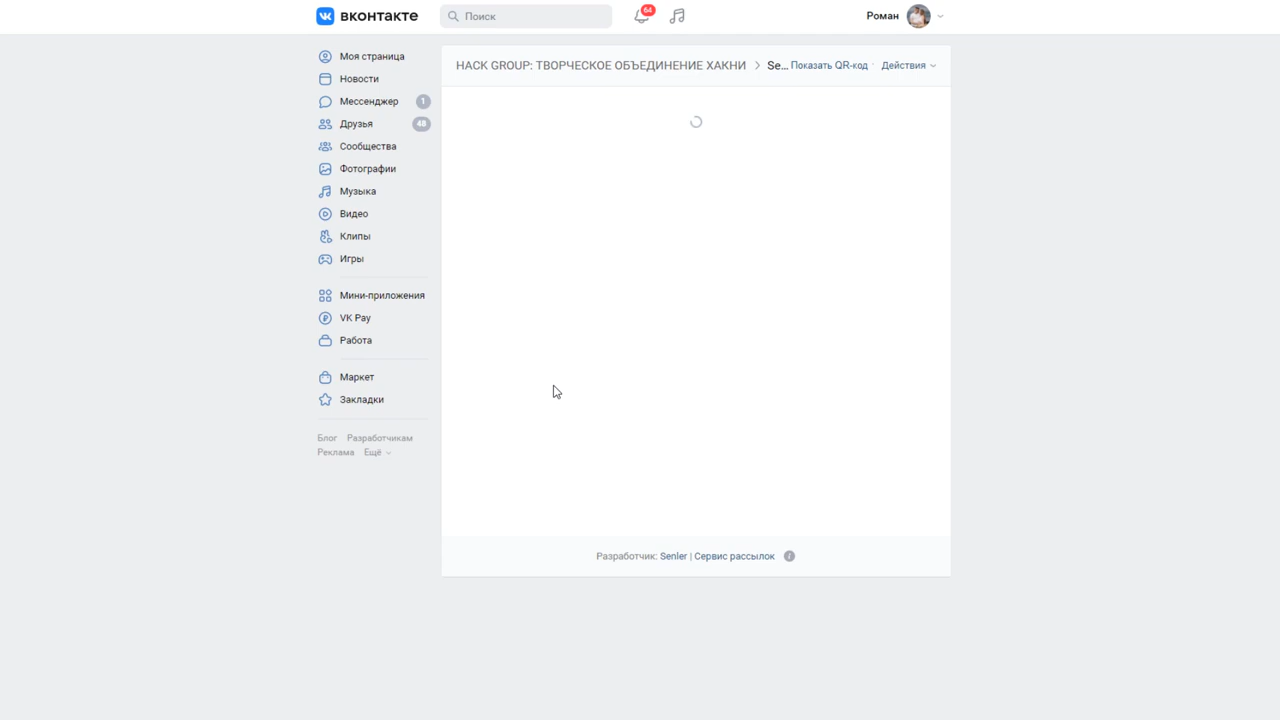 вконтакте
Поиск
64
Роман
Моя страница
Новости
Мессенджер 1
Друзья 48
Сообщества
Фотографии
Музыка
Видео
Клипы
Игры
Мини-приложения
VK Pay
Работа
Маркет
Закладки
Блог Разработчикам
Реклама Ещё
HACK GROUP: ТВОРЧЕСКОЕ ОБЪЕДИНЕНИЕ ХАКНИ > Se... Показать QR-код · Действия
Разработчик: Senler | Сервис рассылок